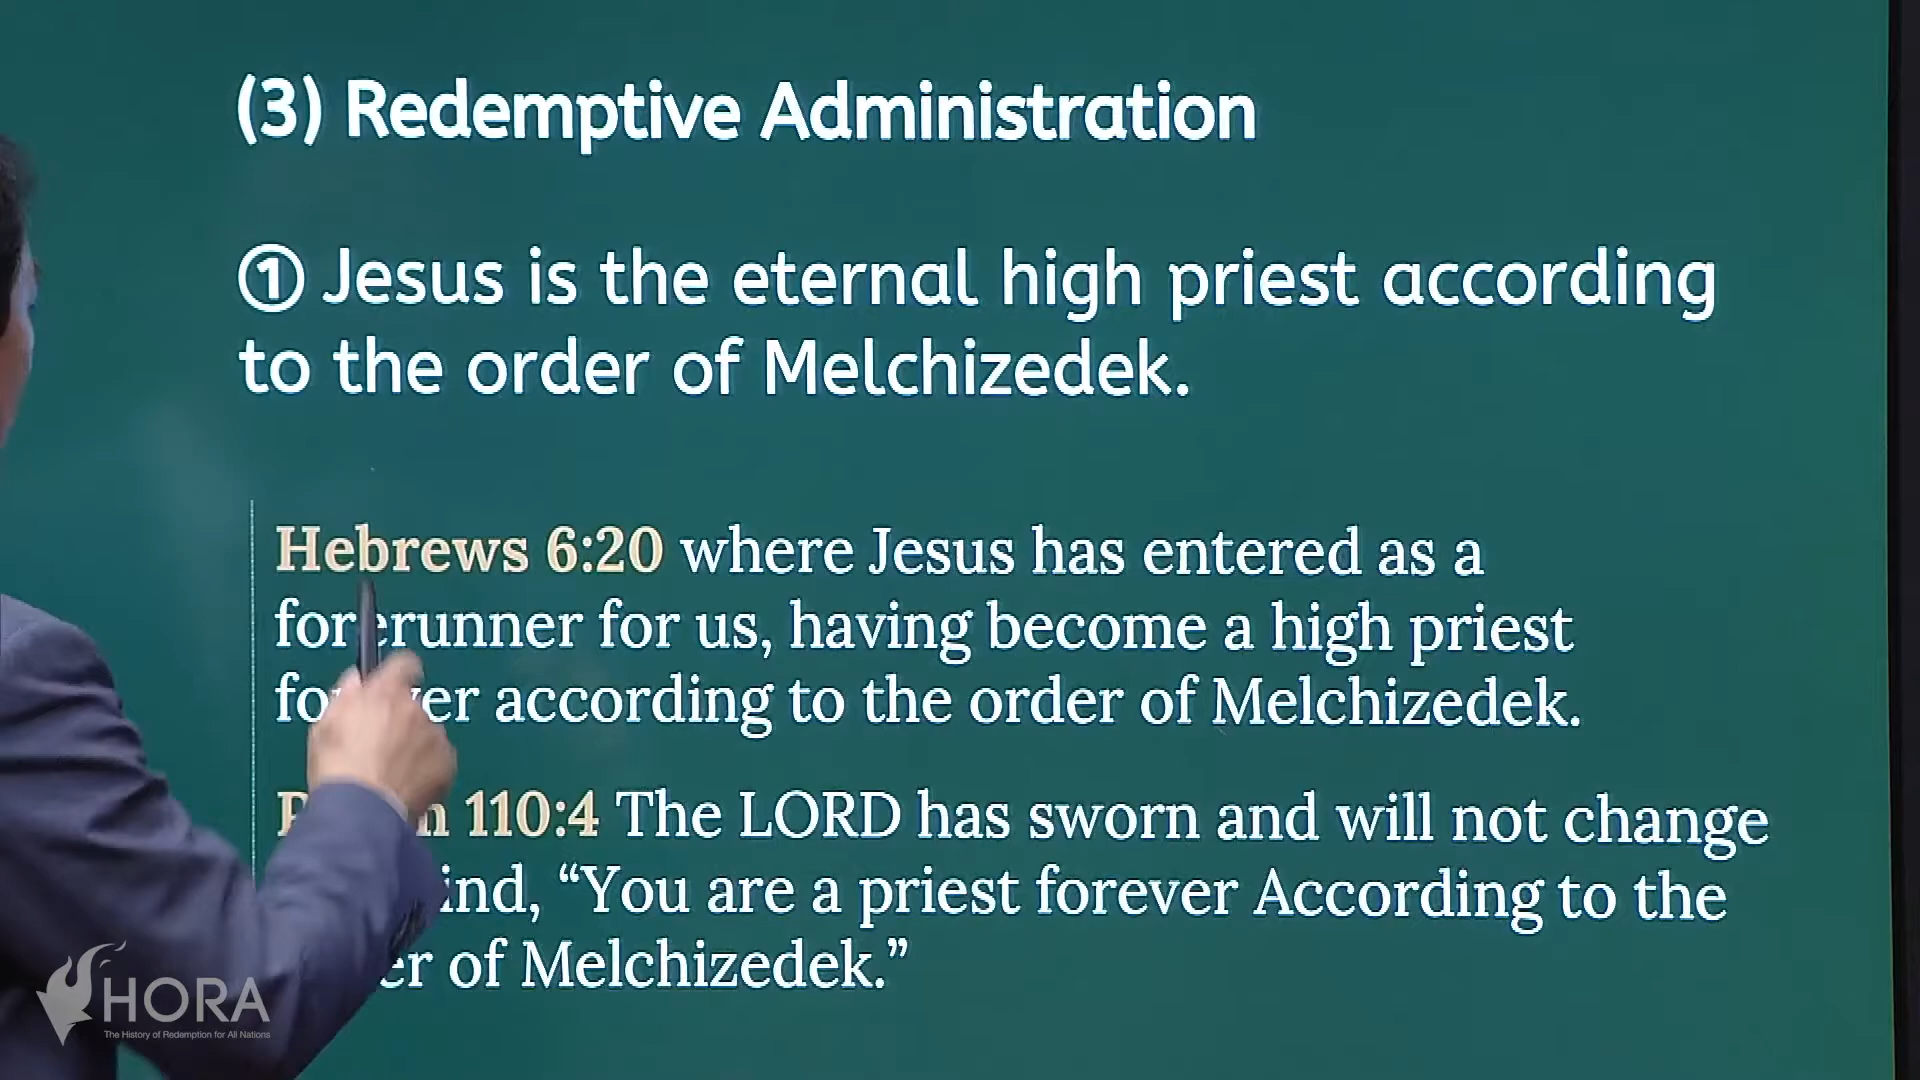 (3) Redemptive Administration
① Jesus is the eternal high priest according
to the order of Melchizedek.
Hebrews 6:20 where Jesus has entered as a
forerunner for us, having become a high priest
according to the order of Melchizedek.
110:4 The LORD has sworn and will not change
“You are a priest forever According to the
of Melchizedek.”
HORA
The History of Redemption for All Nations